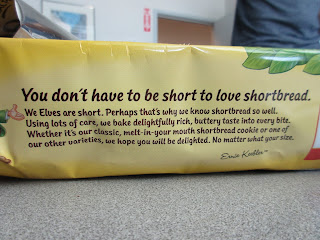 You don't have to be short to love shortbread.
We Elves are short. Perhaps that's why we know shortbread so well.
Using lots of care, we bake delightfully rich, buttery taste into every bite.
Whether it's our classic, melt-in-your mouth shortbread cookie or one of
our other varieties, we hope you will be delighted. No matter what your size.
Ernie Keebler™